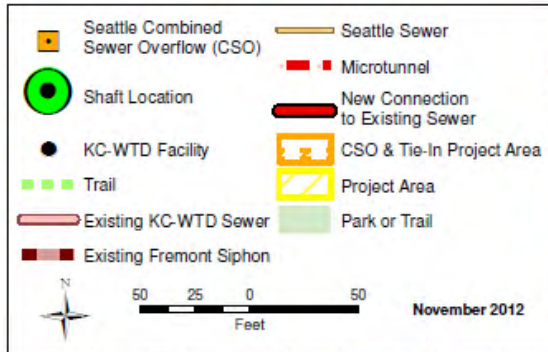 Seattle Combined
Sewer Overflow (CSO)
Shaft Location
KC-WTD Facility
Trail
Existing KC-WTD Sewer
Existing Fremont Siphon
Seattle Sewer
Microtunnel
New Connection
to Existing Sewer
CSO & Tie-In Project Area
Project Area
Park or Trail
N
50 25 0 50
Feet
November 2012